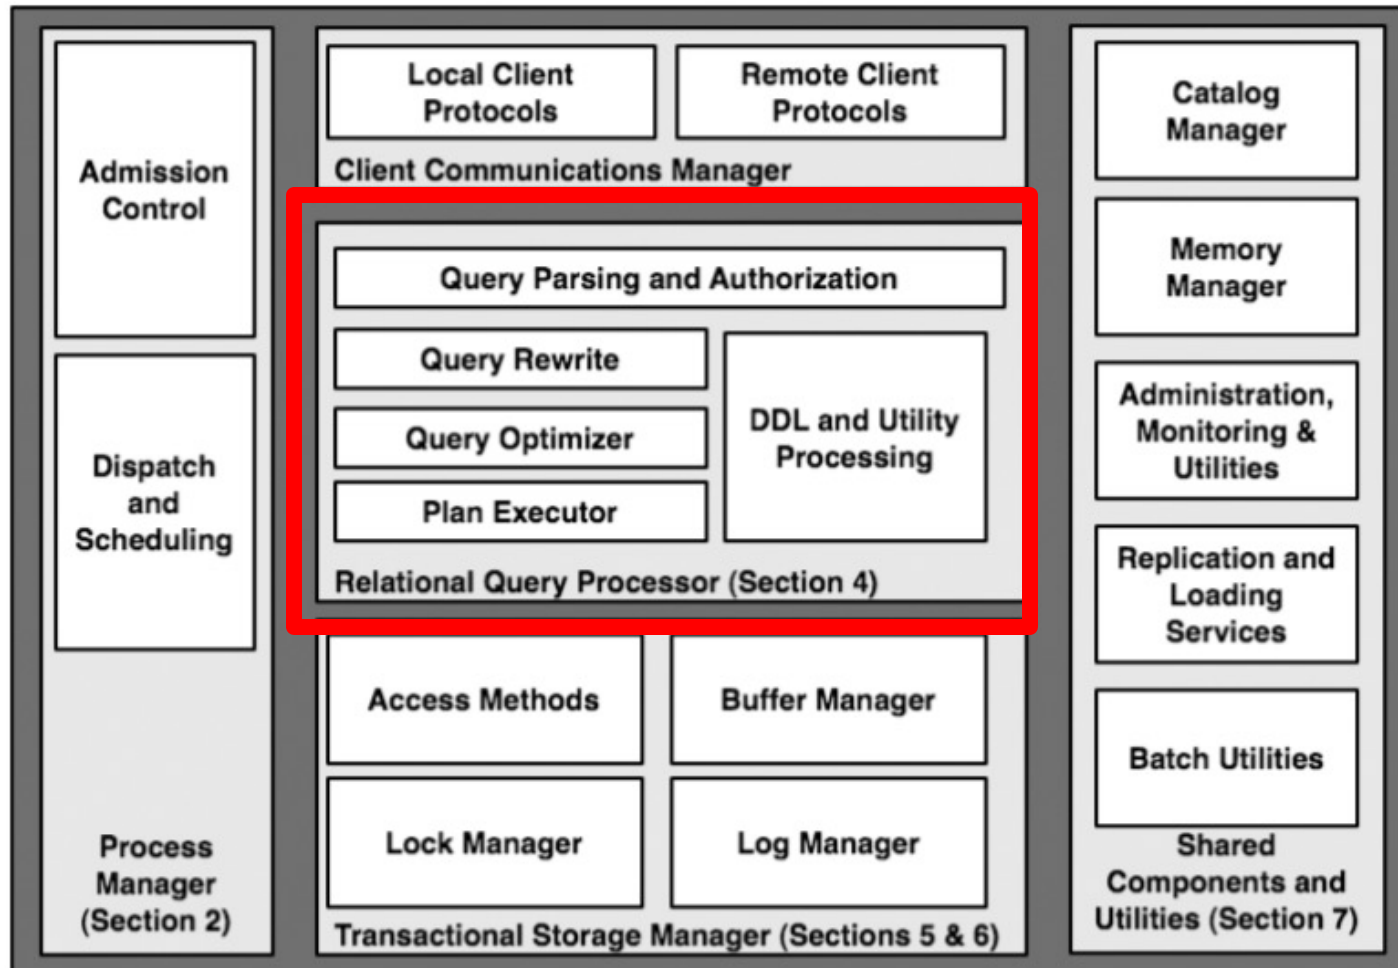 Admission
Control
Dispatch
and
Scheduling
Process
Manager
(Section 2)
Local Client
Protocols
Remote Client
Protocols
Client Communications Manager
Query Parsing and Authorization
Query Rewrite
Query Optimizer
Plan Executor
DDL and Utility
Processing
Relational Query Processor (Section 4)
Access Methods
Buffer Manager
Lock Manager
Log Manager
Transactional Storage Manager (Sections 5 & 6)
Catalog
Manager
Memory
Manager
Administration,
Monitoring &
Utilities
Replication and
Loading
Services
Batch Utilities
Shared
Components and
Utilities (Section 7)